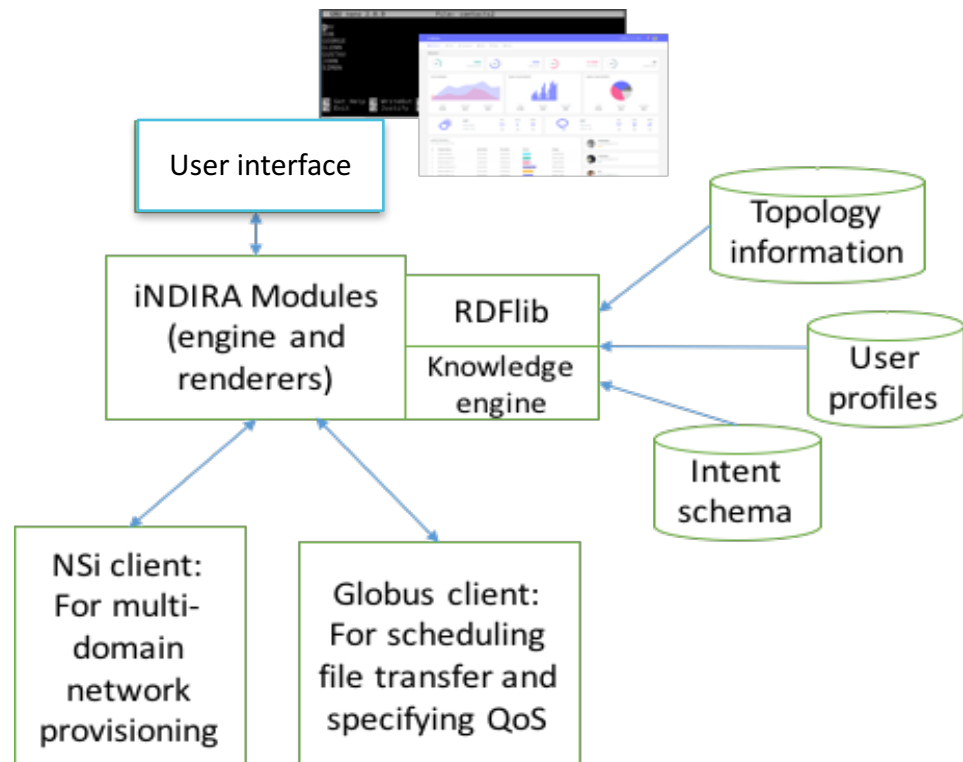 User interface
Topology
information
iNDIRA Modules
(engine and
renderers)
RDFlib
Knowledge
engine
User
profiles
Intent
schema
NSi client:
For multi-
domain
network
provisioning
Globus client:
For scheduling
file transfer and
specifying QoS